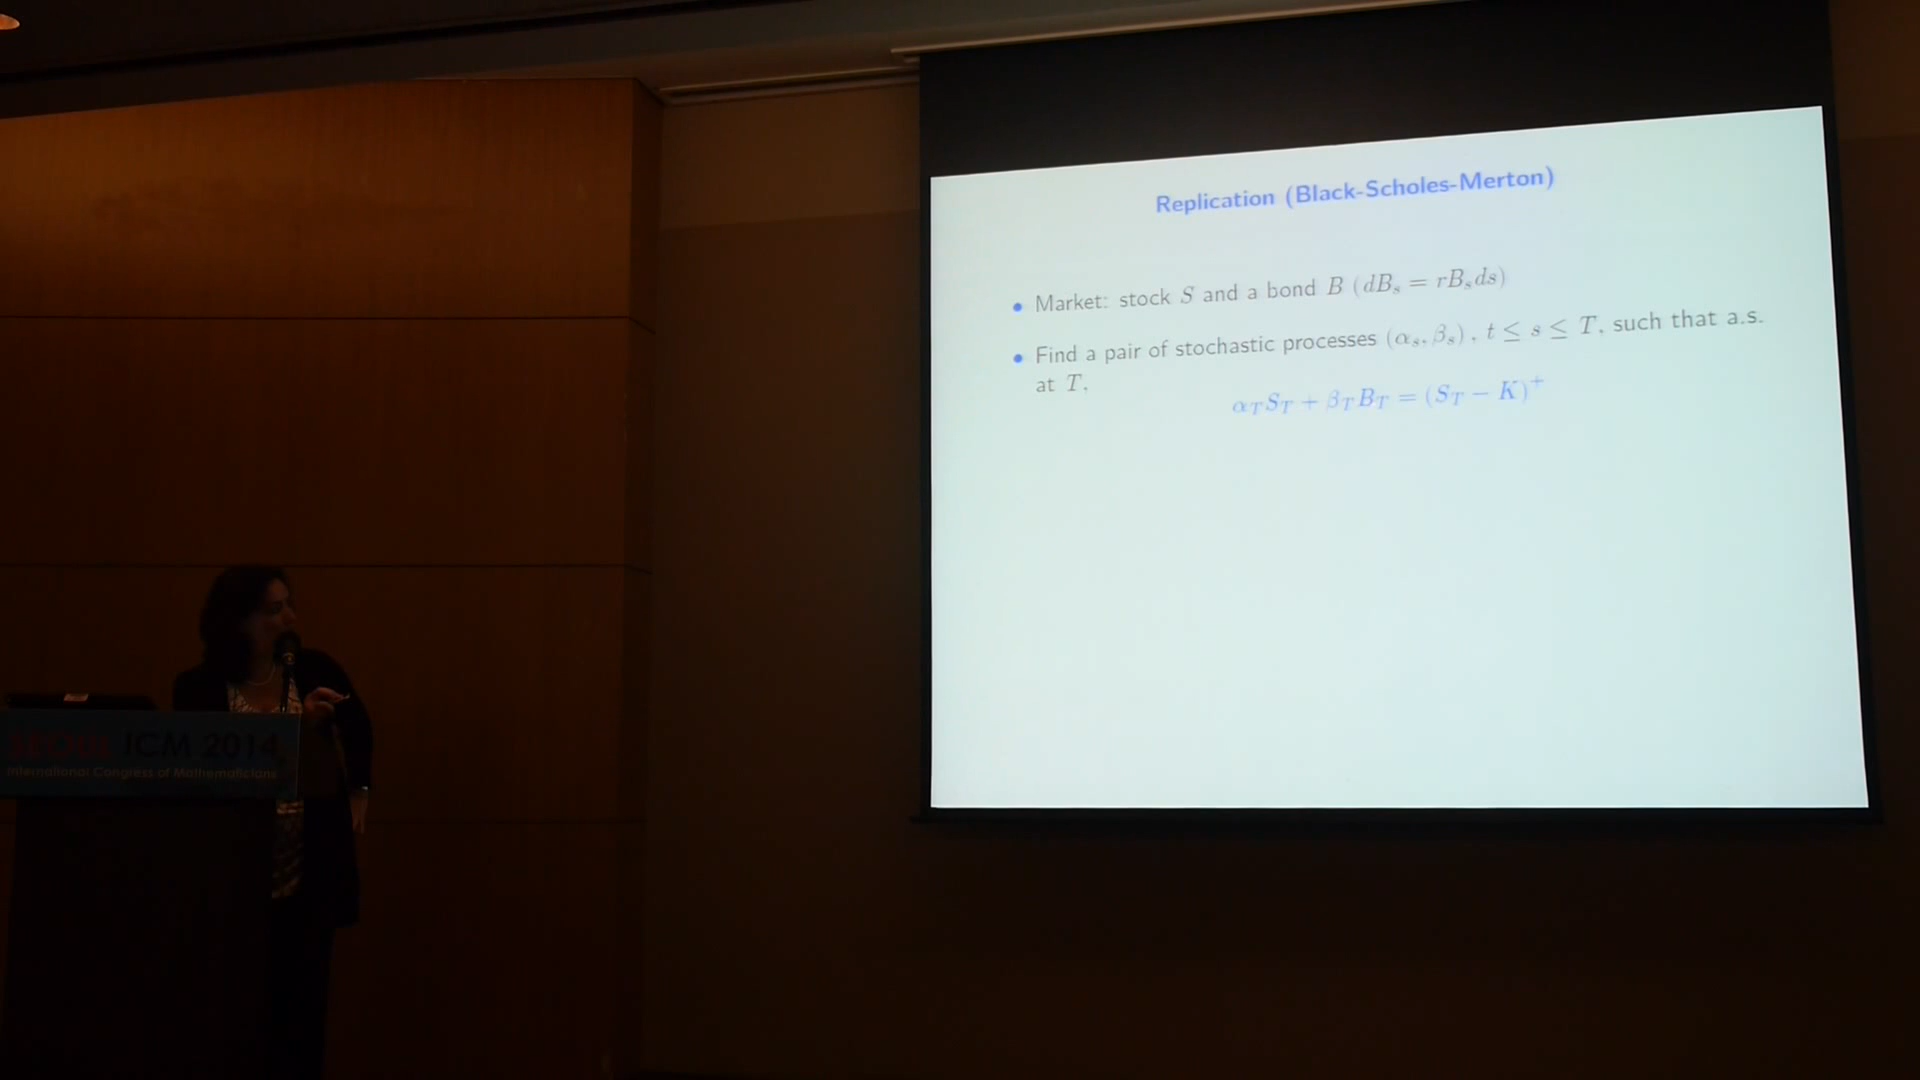 Replication (Black-Scholes-Merton)
• Market: stock S and a bond B (dB_s = rB_s ds)
• Find a pair of stochastic processes (α_s, β_s), t ≤ s ≤ T, such that a.s.
at T,
α_T S_T + β_T B_T = (S_T − K)^+
SEOUL ICM 2014
International Congress of Mathematicians